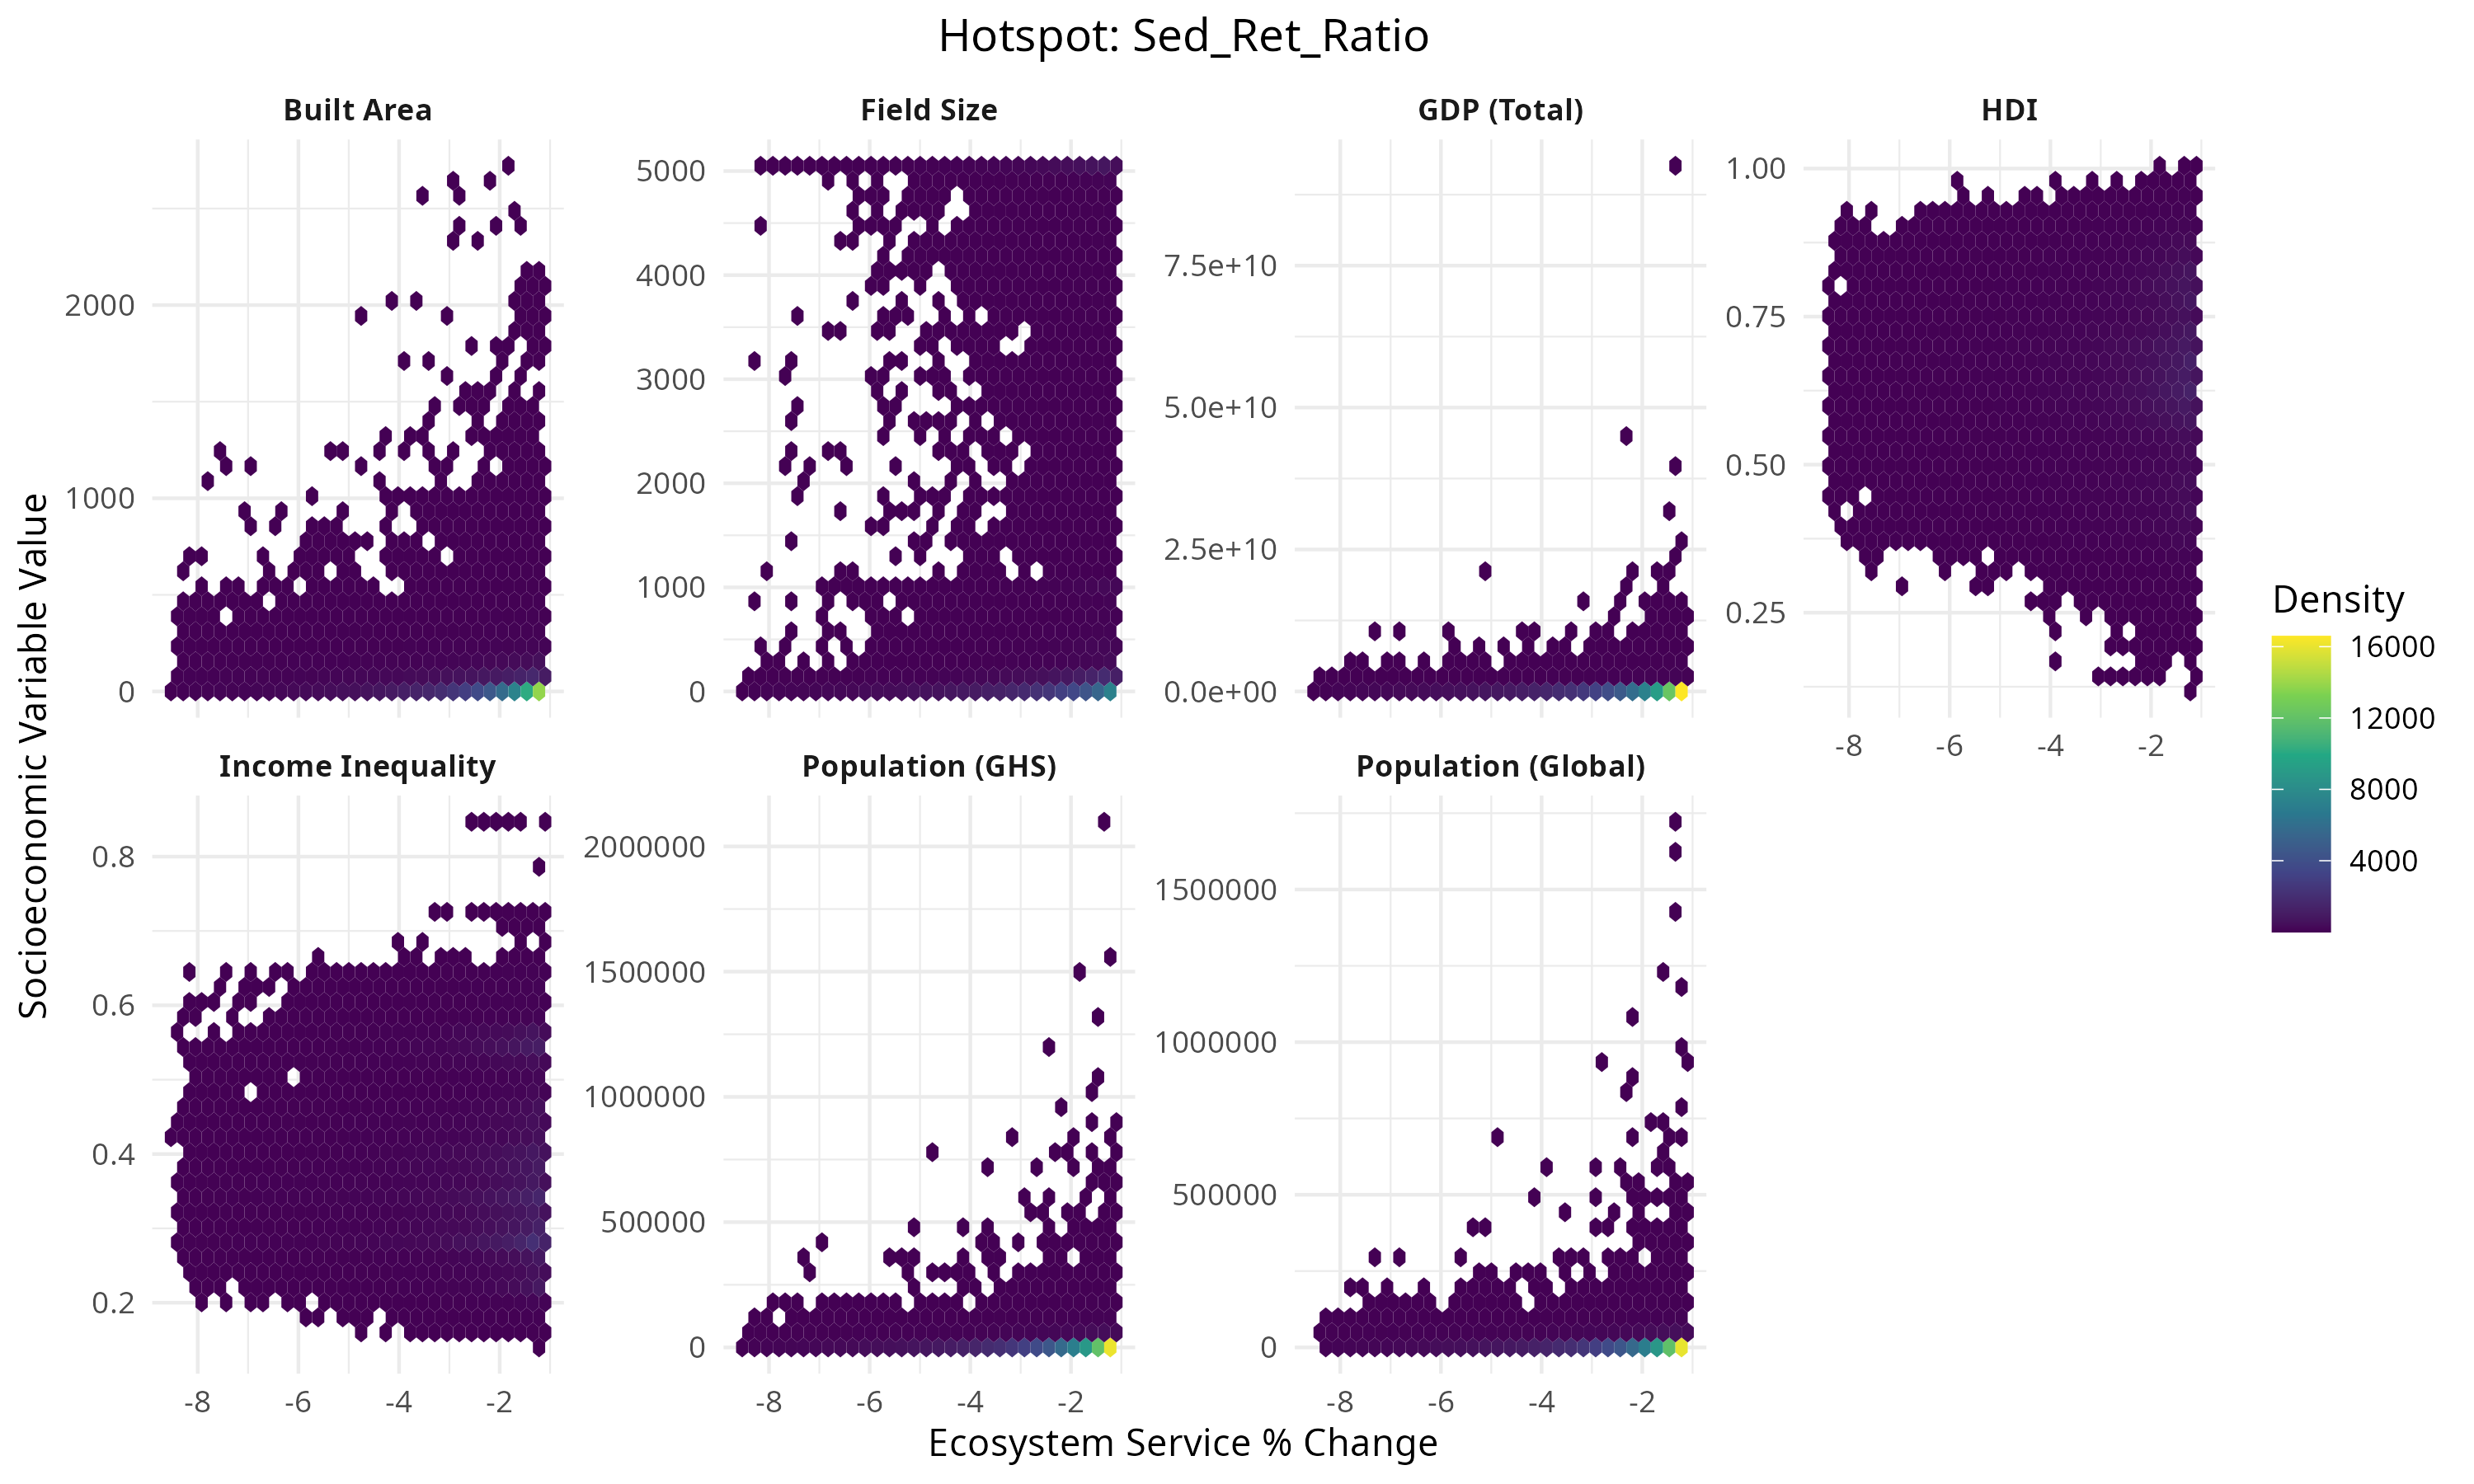 Hotspot: Sed_Ret_Ratio
Built Area
Field Size
GDP (Total)
HDI
2000
1000
0
5000
4000
3000
2000
1000
0
7.5e+10
5.0e+10
2.5e+10
0.0e+00
1.00
0.75
0.50
0.25
-8 -6 -4 -2
Income Inequality
Population (GHS)
Population (Global)
0.8
0.6
0.4
0.2
2000000
1500000
1000000
500000
0
1500000
1000000
500000
0
-8 -6 -4 -2
-8 -6 -4 -2
-8 -6 -4 -2
Ecosystem Service % Change
Socioeconomic Variable Value
Density
16000
12000
8000
4000